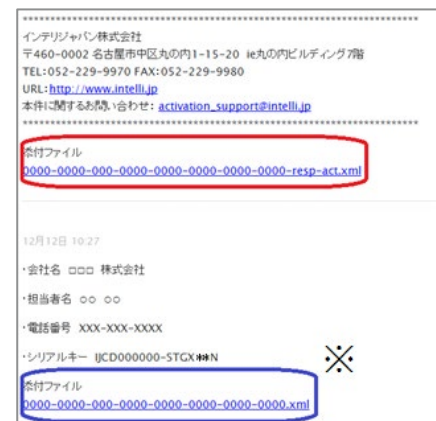 ****************************************************************************
インテリジャパン株式会社
〒460-0002 名古屋市中区丸の内1-15-20 ie丸の内ビルディング7階
TEL:052-229-9970 FAX:052-229-9980
URL:http://www.intelli.jp
本件に関するお問い合わせ: activation_support@intelli.jp
****************************************************************************
添付ファイル
0000-0000-000-0000-0000-0000-0000-0000-resp-act.xml
12月12日 10:27
・会社名 □□□ 株式会社
・担当者名 ○○ ○○
・電話番号 XXX-XXX-XXXX
・シリアルキー IJCD000000-STGX**N
※
添付ファイル
0000-0000-000-0000-0000-0000-0000-0000.xml